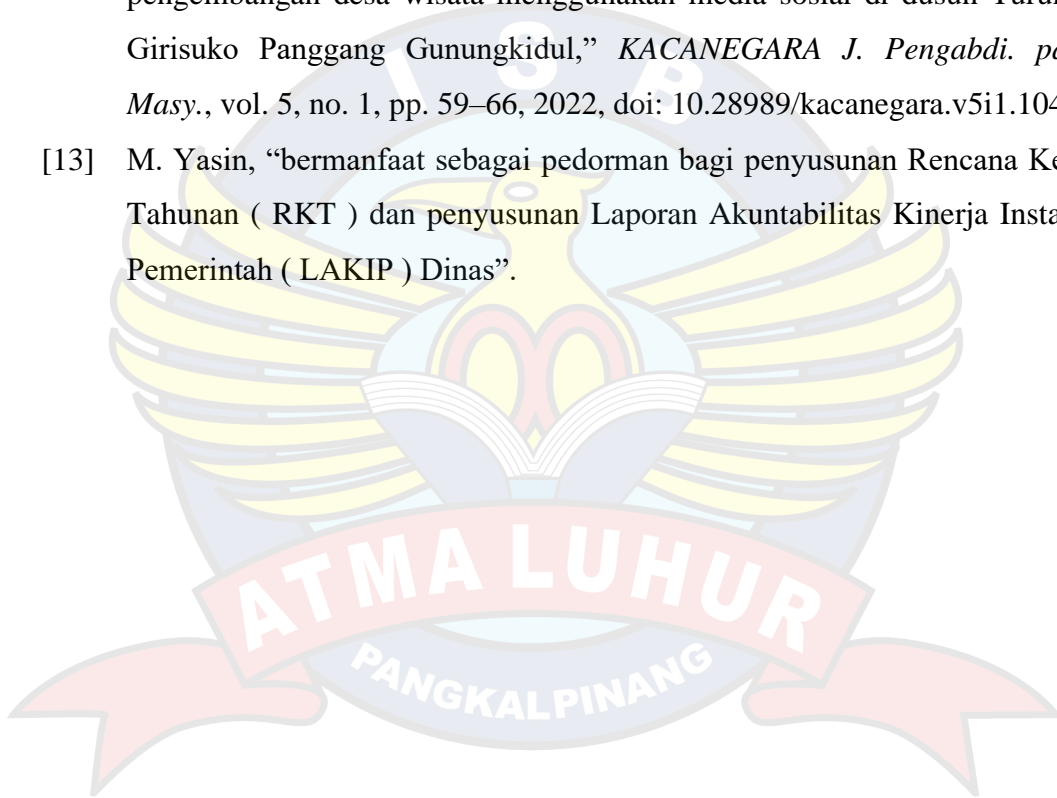 pengembangan desa wisata menggunakan media sosial di dusun
Girisuko Panggang Gunungkidul,” KACANEGARA J. Pengabdi.
Masy., vol. 5, no. 1, pp. 59–66, 2022, doi: 10.28989/kacanegara.v5i1.104
[13] M. Yasin, “bermanfaat sebagai pedorman bagi penyusunan Rencana
Tahunan ( RKT ) dan penyusunan Laporan Akuntabilitas Kinerja
Pemerintah ( LAKIP ) Dinas”.
I S B
ATMA LUHUR
PANGKALPINANG